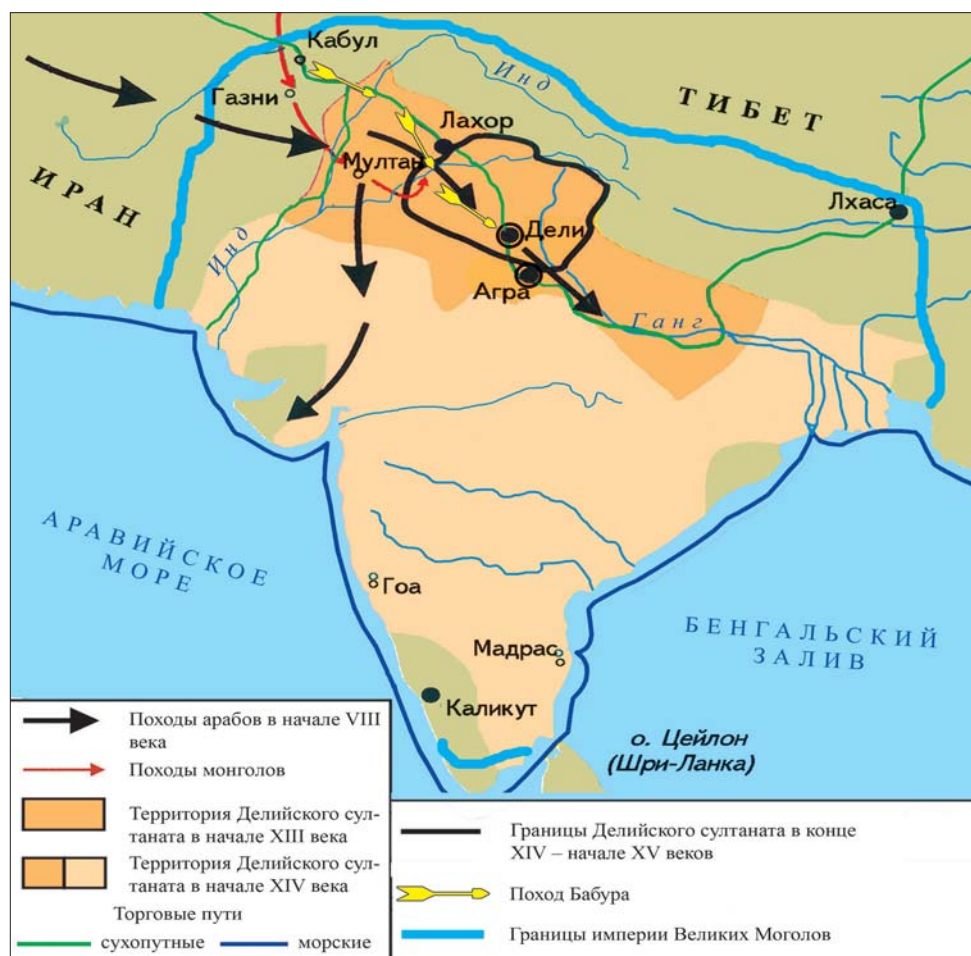 Кабул
Инд
ТИБЕТ
Газни
Лахор
ИРАН
Мултан
Лхаса
Инд
Дели
Агра
Ганг
АРАВИЙСКОЕ
МОРЕ
Гоа
БЕНГАЛЬСКИЙ
ЗАЛИВ
Мадрас
Каликут
о. Цейлон
(Шри-Ланка)
Походы арабов в начале VIII
века
Походы монголов
Территория Делийского сул-
таната в начале XIII века
Территория Делийского сул-
таната в начале XIV века
Торговые пути
сухопутные морские
Границы Делийского султаната в конце
XIV – начале XV веков
Поход Бабура
Границы империи Великих Моголов